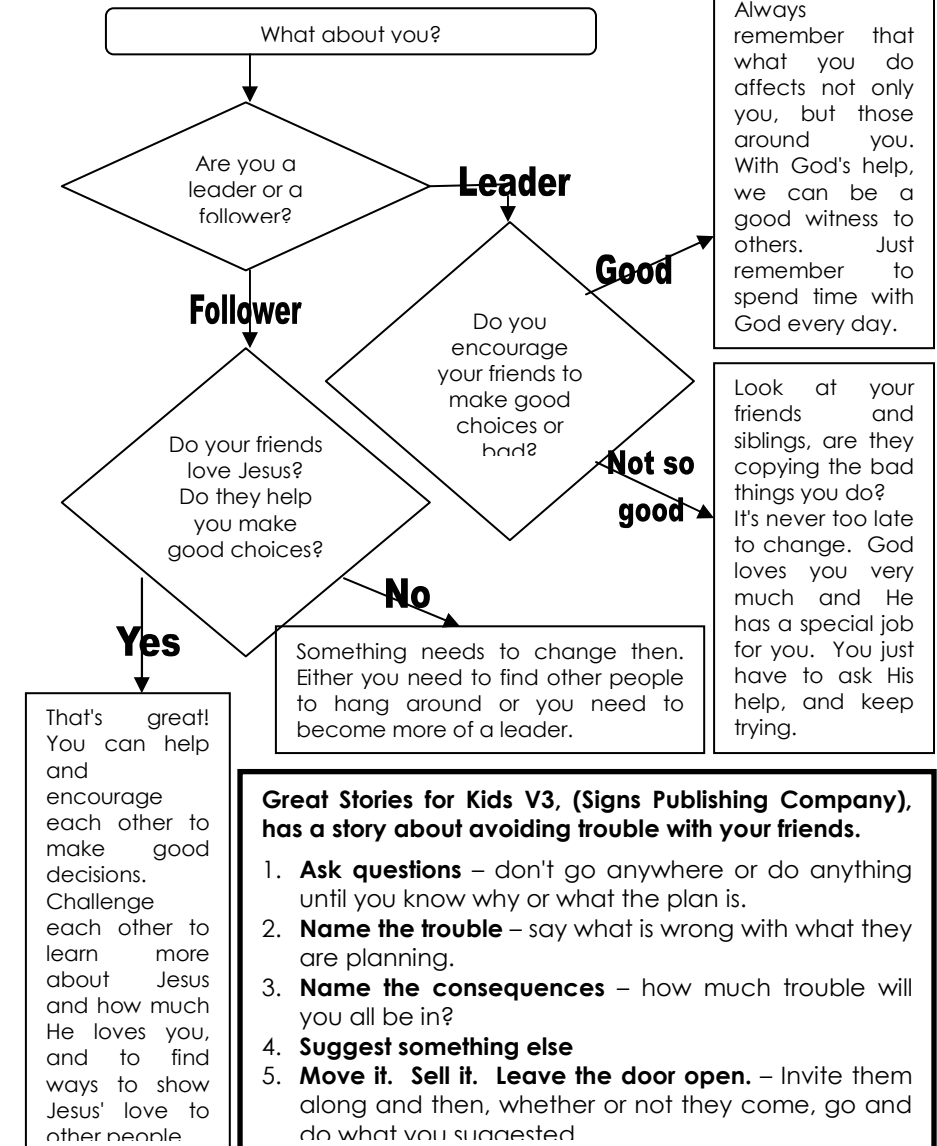 What about you?
Are you a
leader or a
follower?
Leader
Follower
Good
Do you
encourage
your friends to
make good
choices or
bad?
Not so
good
Always
remember that
what you do
affects not only
you, but those
around you.
With God's help,
we can be a
good witness to
others. Just
remember to
spend time with
God every day.
Look at your
friends and
siblings, are they
copying the bad
things you do?
It's never too late
to change. God
loves you very
much and He
has a special job
for you. You just
have to ask His
help, and keep
trying.
Do your friends
love Jesus?
Do they help
you make
good choices?
No
Yes
Something needs to change then.
Either you need to find other people
to hang around or you need to
become more of a leader.
That's great!
You can help
and
encourage
each other to
make good
decisions.
Challenge
each other to
learn more
about Jesus
and how much
He loves you,
and to find
ways to show
Jesus' love to
other people
Great Stories for Kids V3, (Signs Publishing Company),
has a story about avoiding trouble with your friends.
1. Ask questions – don't go anywhere or do anything
until you know why or what the plan is.
2. Name the trouble – say what is wrong with what they
are planning.
3. Name the consequences – how much trouble will
you all be in?
4. Suggest something else
5. Move it. Sell it. Leave the door open. – Invite them
along and then, whether or not they come, go and
do what you suggested